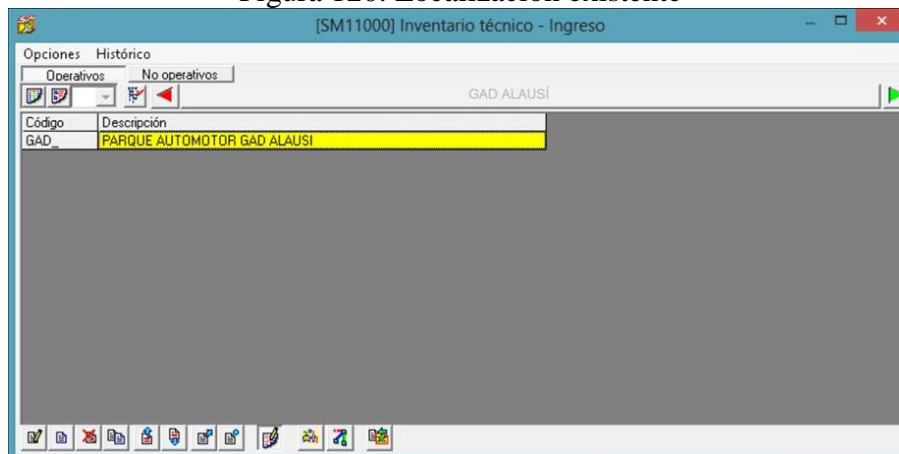 Figura 126: Localización existente
[SM11000] Inventario técnico - Ingreso
Opciones Histórico
Operativos No operativos
GAD ALAUSÍ
Código Descripción
GAD_ PARQUE AUTOMOTOR GAD ALAUSI